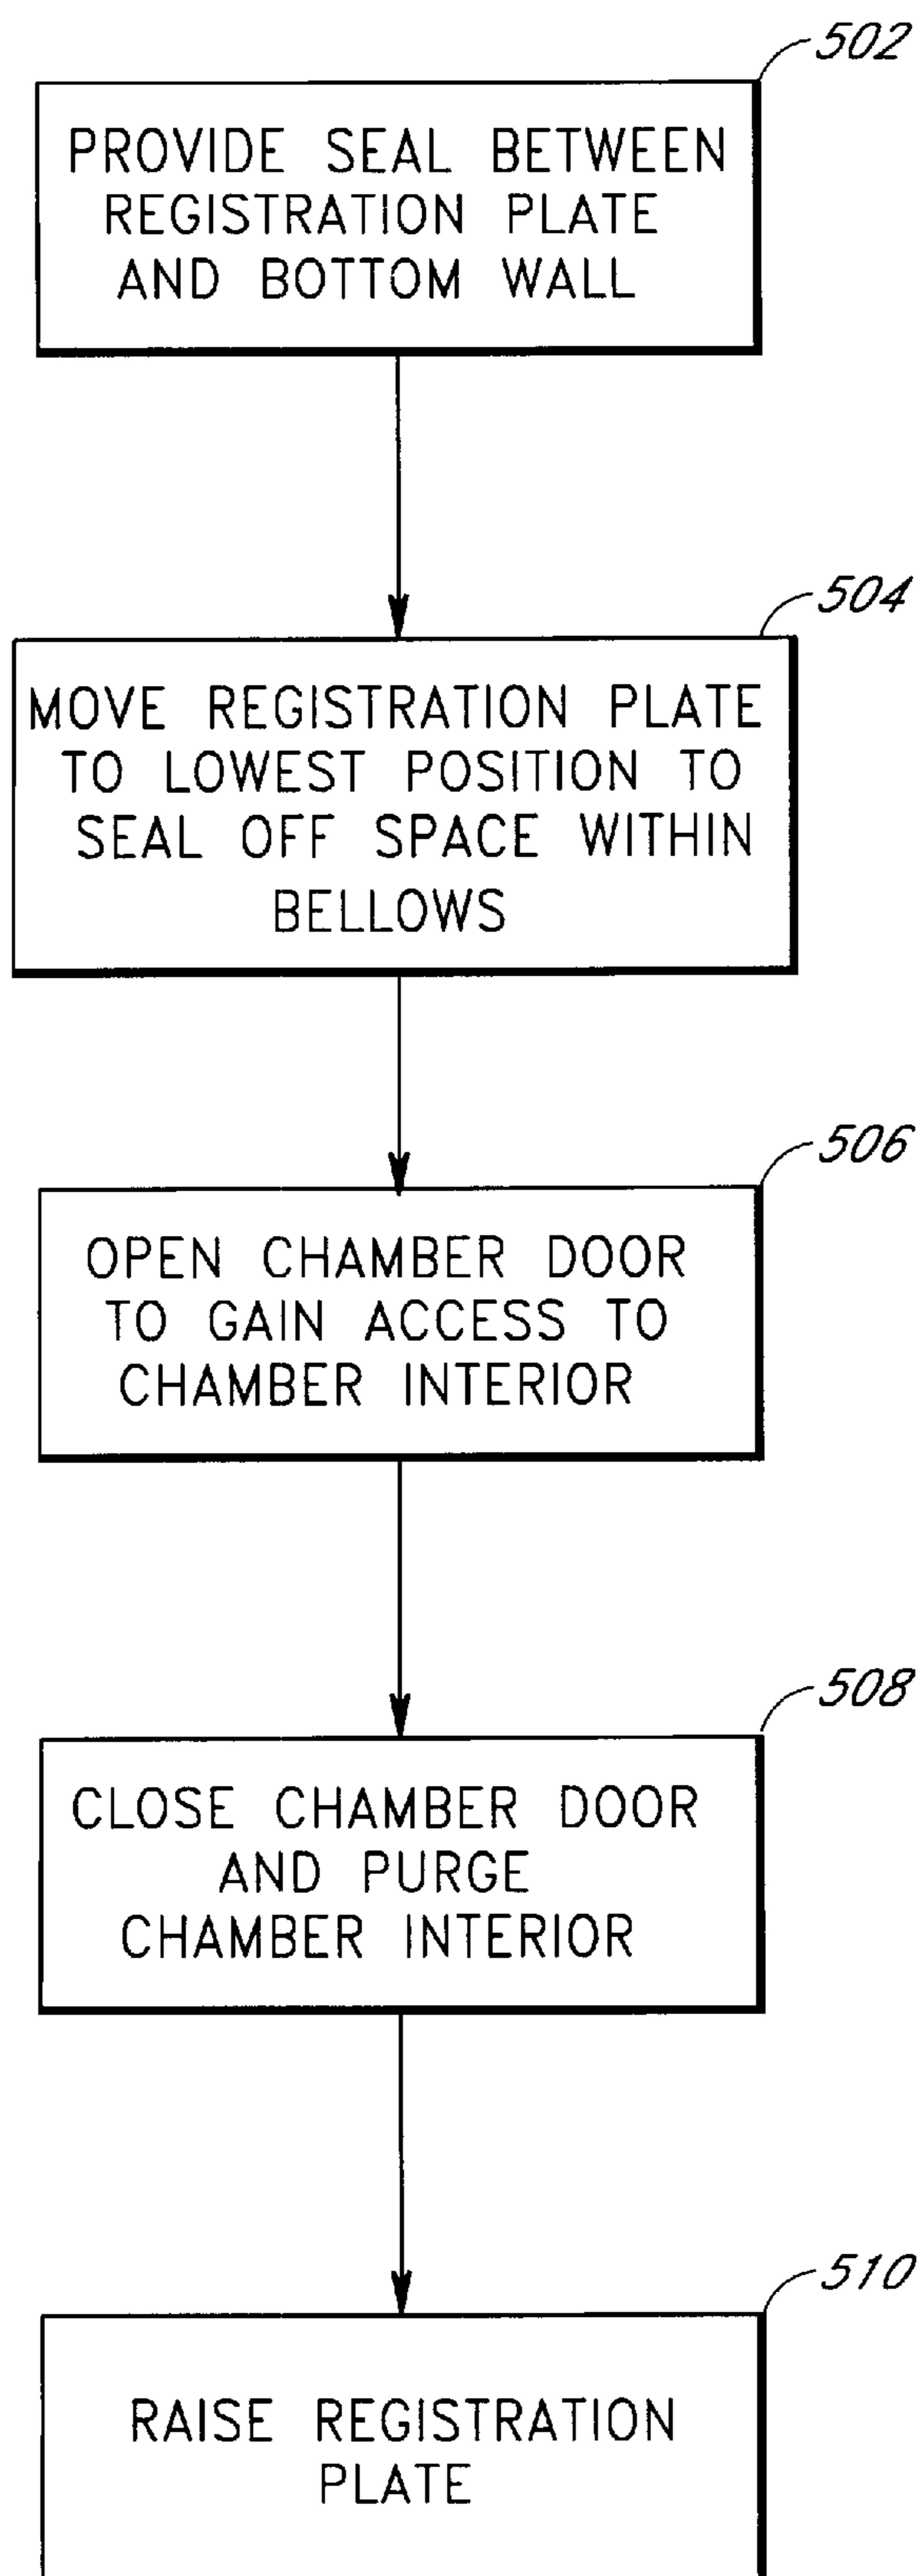 502
PROVIDE SEAL BETWEEN
REGISTRATION PLATE
AND BOTTOM WALL
504
MOVE REGISTRATION PLATE
TO LOWEST POSITION TO
SEAL OFF SPACE WITHIN
BELLOWS
506
OPEN CHAMBER DOOR
TO GAIN ACCESS TO
CHAMBER INTERIOR
508
CLOSE CHAMBER DOOR
AND PURGE
CHAMBER INTERIOR
510
RAISE REGISTRATION
PLATE